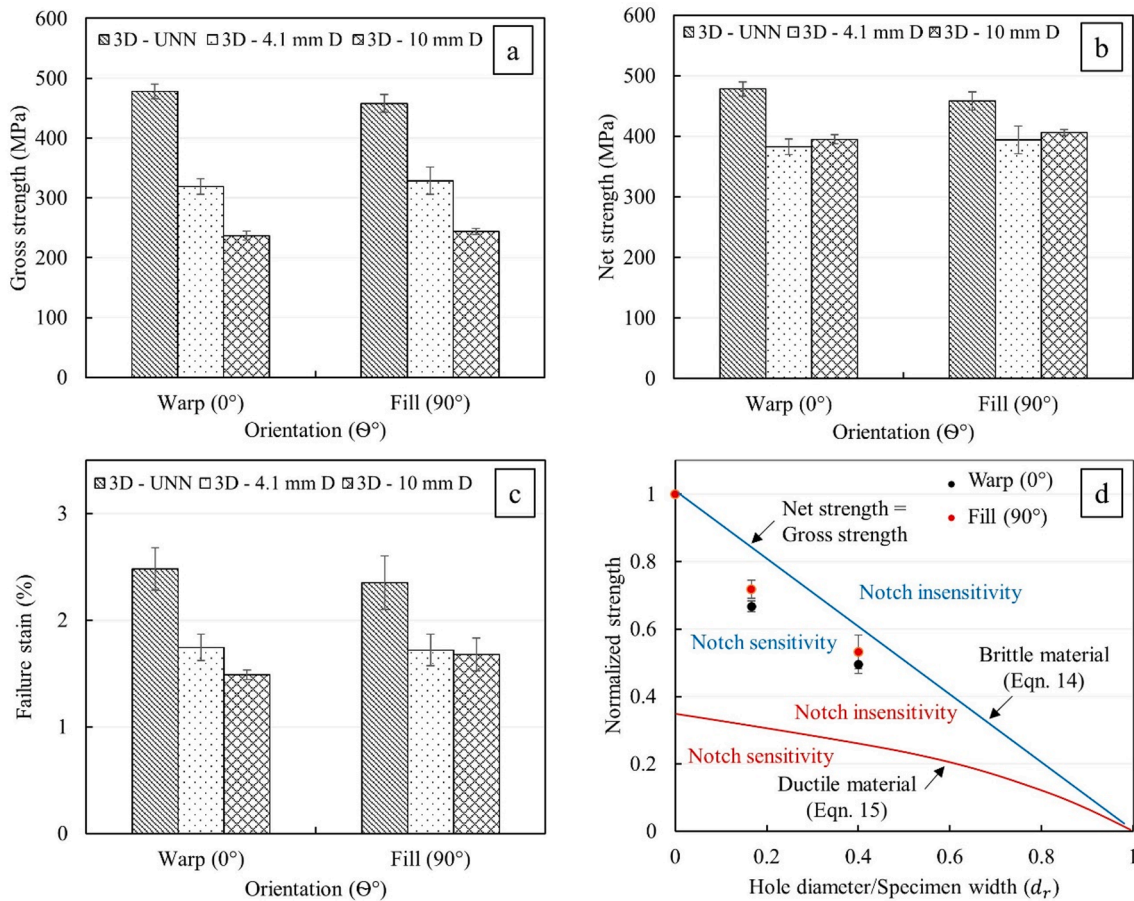 600
500
400
300
200
100
0
Gross strength (MPa)
3D - UNN 3D - 4.1 mm D 3D - 10 mm D
a
Warp (0°) Fill (90°)
Orientation (Ɵ°)
600
500
400
300
200
100
0
Net strength (MPa)
3D - UNN 3D - 4.1 mm D 3D - 10 mm D
b
Warp (0°) Fill (90°)
Orientation (Ɵ°)
3
2
1
0
Failure stain (%)
3D - UNN 3D - 4.1 mm D 3D - 10 mm D
c
Warp (0°) Fill (90°)
Orientation (Ɵ°)
1
0.8
0.6
0.4
0.2
0
Normalized strength
Warp (0°)
Fill (90°)
d
Net strength =
Gross strength
Notch insensitivity
Notch sensitivity
Brittle material
(Eqn. 14)
Notch insensitivity
Notch sensitivity
Ductile material
(Eqn. 15)
0 0.2 0.4 0.6 0.8 1
Hole diameter/Specimen width (dᵣ)